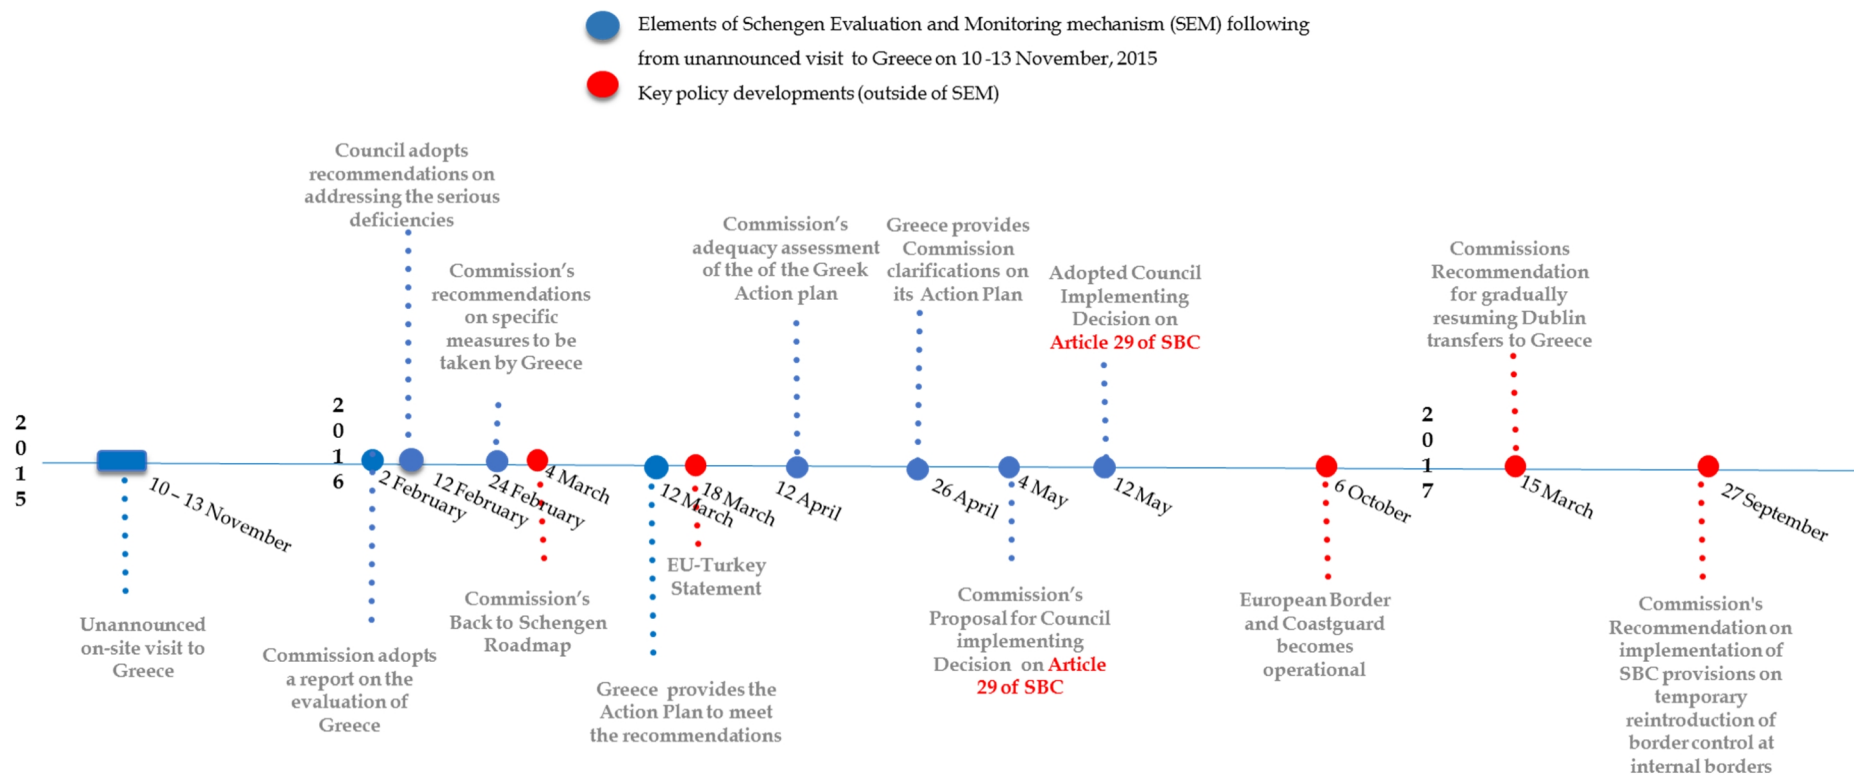 Elements of Schengen Evaluation and Monitoring mechanism (SEM) following
from unannounced visit to Greece on 10 -13 November, 2015
Key policy developments (outside of SEM)
Council adopts
recommendations on
addressing the serious
deficiencies
Commission's
recommendations
on specific
measures to be
taken by Greece
Commission's
adequacy assessment
of the of the Greek
Action plan
Greece provides
Commission
clarifications on
its Action Plan
Adopted Council
Implementing
Decision on
Article 29 of SBC
Commissions
Recommendation
for gradually
resuming Dublin
transfers to Greece
2
0
1
5
10 – 13 November
2
0
1
6
2 February
12 February
24 February
4 March
12 March
18 March
12 April
26 April
4 May
12 May
6 October
2
0
1
7
15 March
27 September
Unannounced
on-site visit to
Greece
Commission adopts
a report on the
evaluation of
Greece
Commission's
Back to Schengen
Roadmap
Greece provides the
Action Plan to meet
the recommendations
EU-Turkey
Statement
Commission's
Proposal for Council
implementing
Decision on Article
29 of SBC
European Border
and Coastguard
becomes
operational
Commission's
Recommendation on
implementation of
SBC provisions on
temporary
reintroduction of
border control at
internal borders